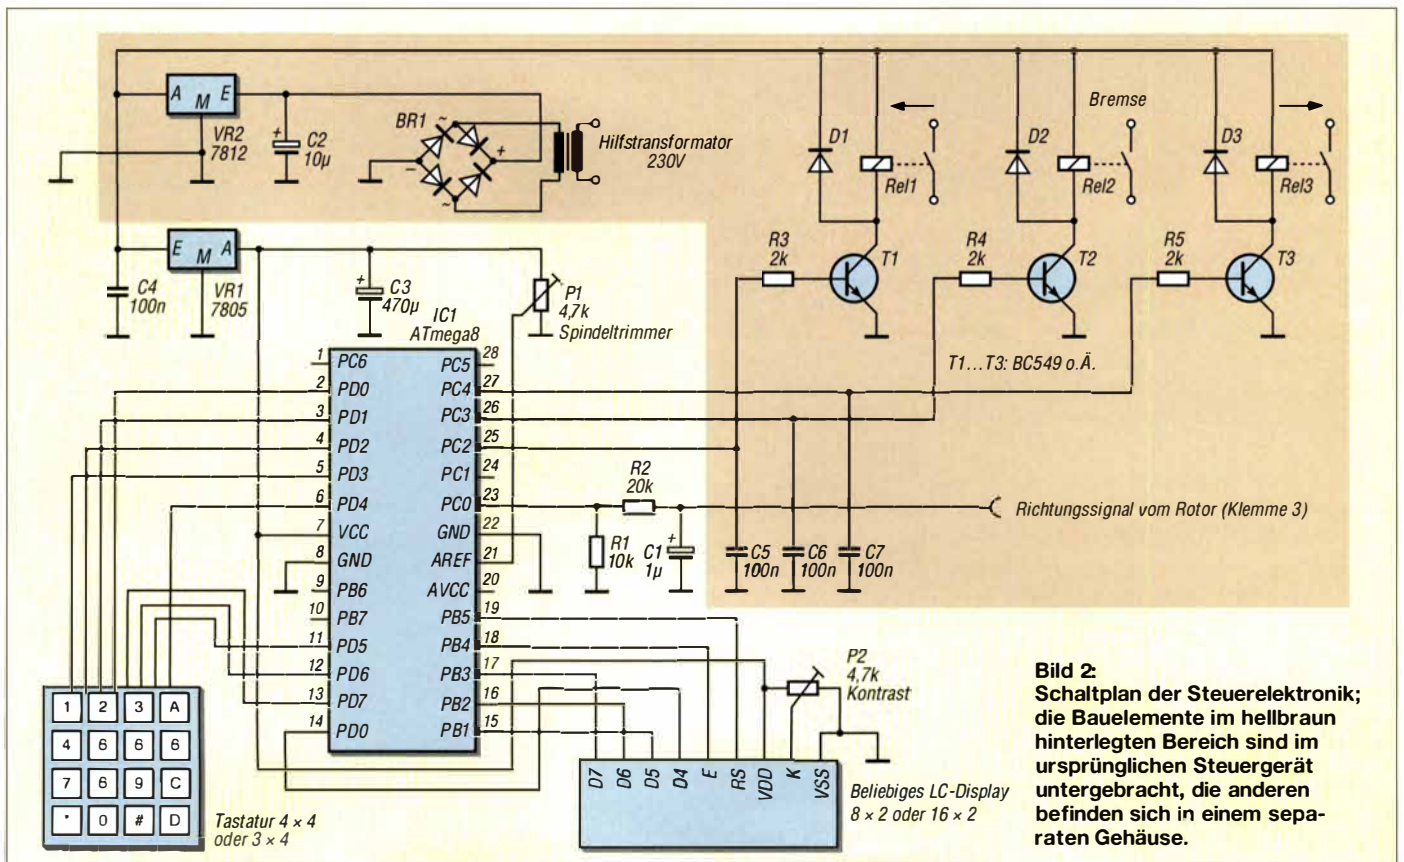 A M E
VR2
7812
+
C2
10µ
BR1
~
+
−
~
Hilfstransformator
230V
D1
Rel1
Bremse
D2
Rel2
D3
Rel3
E M A
VR1
7805
C4
100n
+
C3
470µ
P1
4,7k
Spindeltrimmer
R3
2k
T1
R4
2k
T2
R5
2k
T3
T1...T3: BC549 o.Ä.
IC1
ATmega8
1 PC6
2 PD0
3 PD1
4 PD2
5 PD3
6 PD4
7 VCC
8 GND
9 PB6
10 PB7
11 PD5
12 PD6
13 PD7
14 PD0
PC5 28
PC4 27
PC3 26
PC2 25
PC1 24
PC0 23
GND 22
AREF 21
AVCC 20
PB5 19
PB4 18
PB3 17
PB2 16
PB1 15
R2
20k
R1
10k
+
C1
1µ
Richtungssignal vom Rotor (Klemme 3)
C5
100n
C6
100n
C7
100n
P2
4,7k
Kontrast
D7 D6 D5 D4 E RS VDD K VSS
Beliebiges LC-Display
8 × 2 oder 16 × 2
1 2 3 A
4 6 6 6
7 6 9 C
* 0 # D
Tastatur 4 × 4
oder 3 × 4
Bild 2:
Schaltplan der Steuerelektronik;
die Bauelemente im hellbraun
hinterlegten Bereich sind im
ursprünglichen Steuergerät
untergebracht, die anderen
befinden sich in einem sepa-
raten Gehäuse.